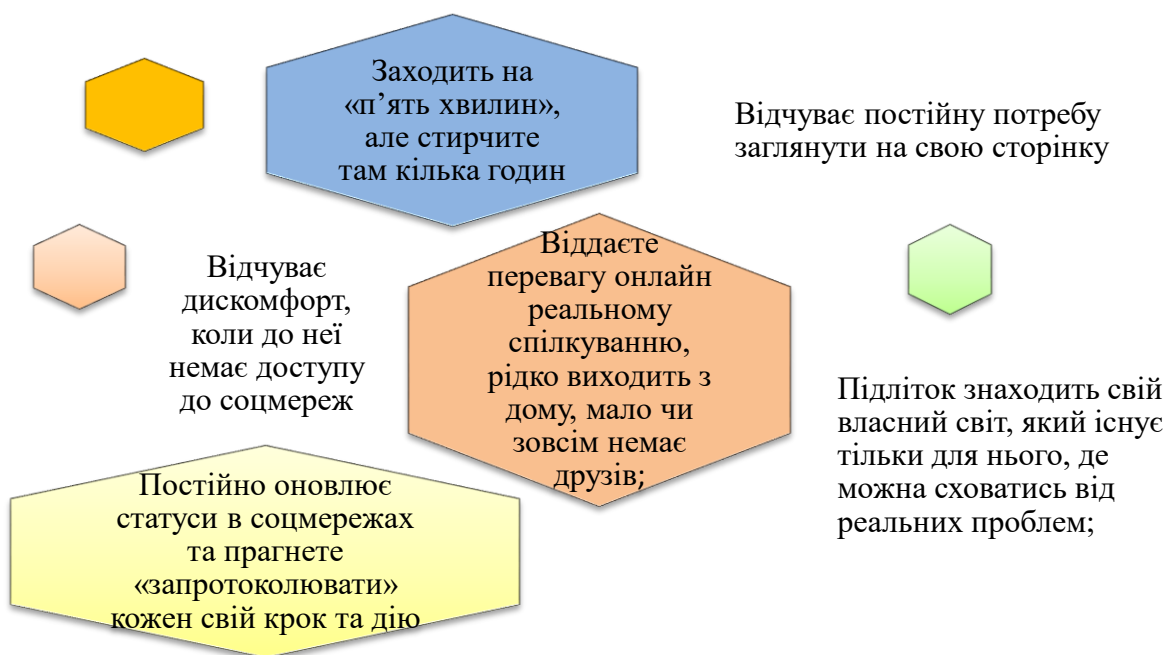 Заходить на
«п’ять хвилин»,
але стирчите
там кілька годин
Відчуває постійну потребу
заглянути на свою сторінку
Відчуває
дискомфорт,
коли до неї
немає доступу
до соцмереж
Віддаєте
перевагу онлайн
реальному
спілкуванню,
рідко виходить з
дому, мало чи
зовсім немає
друзів;
Підліток знаходить свій
власний світ, який існує
тільки для нього, де
можна сховатись від
реальних проблем;
Постійно оновлює
статуси в соцмережах
та прагнете
«запротоколювати»
кожен свій крок та дію